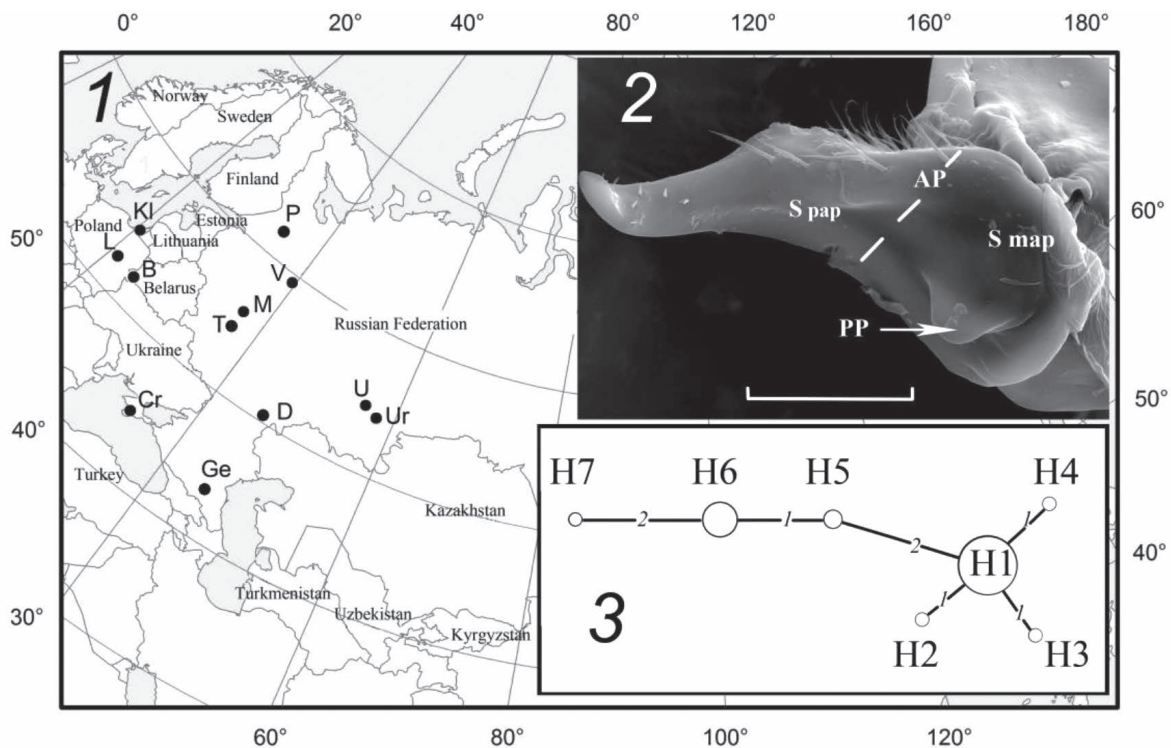 0° 20° 40° 80° 120° 160° 180°
1
Norway
Sweden
Finland
Estonia
Lithuania
Poland
Belarus
Ukraine
Russian Federation
Turkey
Kazakhstan
Turkmenistan
Uzbekistan
Kyrgyzstan
Kl
L
B
P
V
M
T
Cr
D
U
Ur
Ge
50°
40°
30°
2
AP
S pap
S map
PP
60°
50°
40°
H7 H6 H5 H4
2 1 2 1
H1
1 1
H2 H3
3
60° 80° 100° 120°